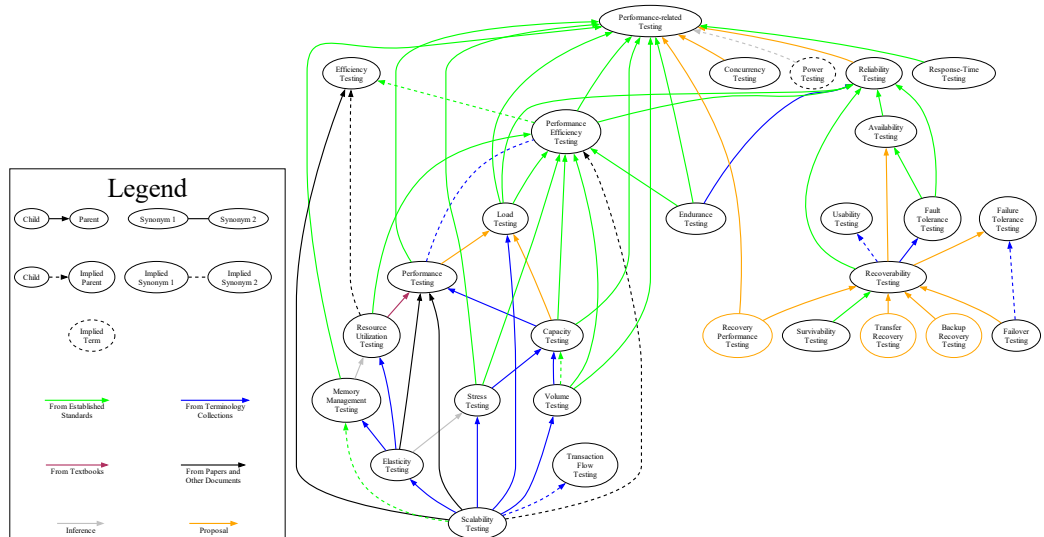 Performance-related
Testing
Efficiency
Testing
Concurrency
Testing
Power
Testing
Reliability
Testing
Response-Time
Testing
Performance
Efficiency
Testing
Availability
Testing
Legend
Child
Parent
Synonym 1
Synonym 2
Load
Testing
Endurance
Testing
Usability
Testing
Fault
Tolerance
Testing
Failure
Tolerance
Testing
Child
Implied
Parent
Implied
Synonym 1
Implied
Synonym 2
Performance
Testing
Recoverability
Testing
Implied
Term
Resource
Utilization
Testing
Capacity
Testing
Recovery
Performance
Testing
Survivability
Testing
Transfer
Recovery
Testing
Backup
Recovery
Testing
Failover
Testing
From Established
Standards
From Terminology
Collections
Memory
Management
Testing
Stress
Testing
Volume
Testing
From Textbooks
From Papers and
Other Documents
Elasticity
Testing
Transaction
Flow
Testing
Inference
Proposal
Scalability
Testing